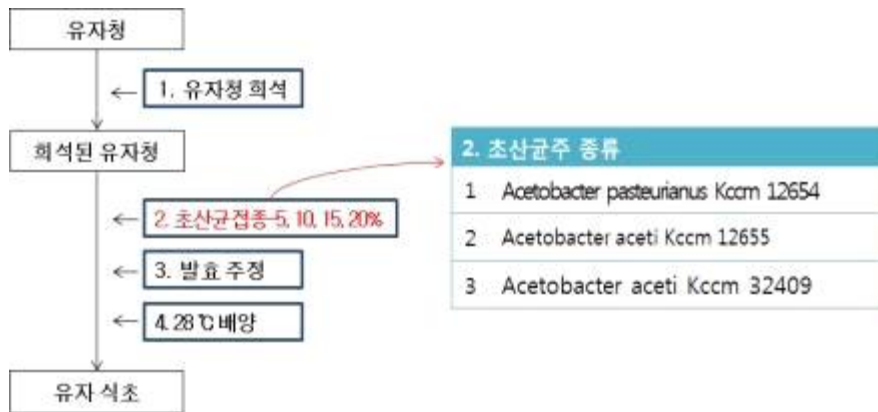 유자청
1. 유자청 희석
희석된 유자청
2. 초산균접종 5, 10, 15, 20%
3. 발효 주정
4. 28℃ 배양
유자 식초
2. 초산균주 종류
1 Acetobacter pasteurianus Kccm 12654
2 Acetobacter aceti Kccm 12655
3 Acetobacter aceti Kccm 32409